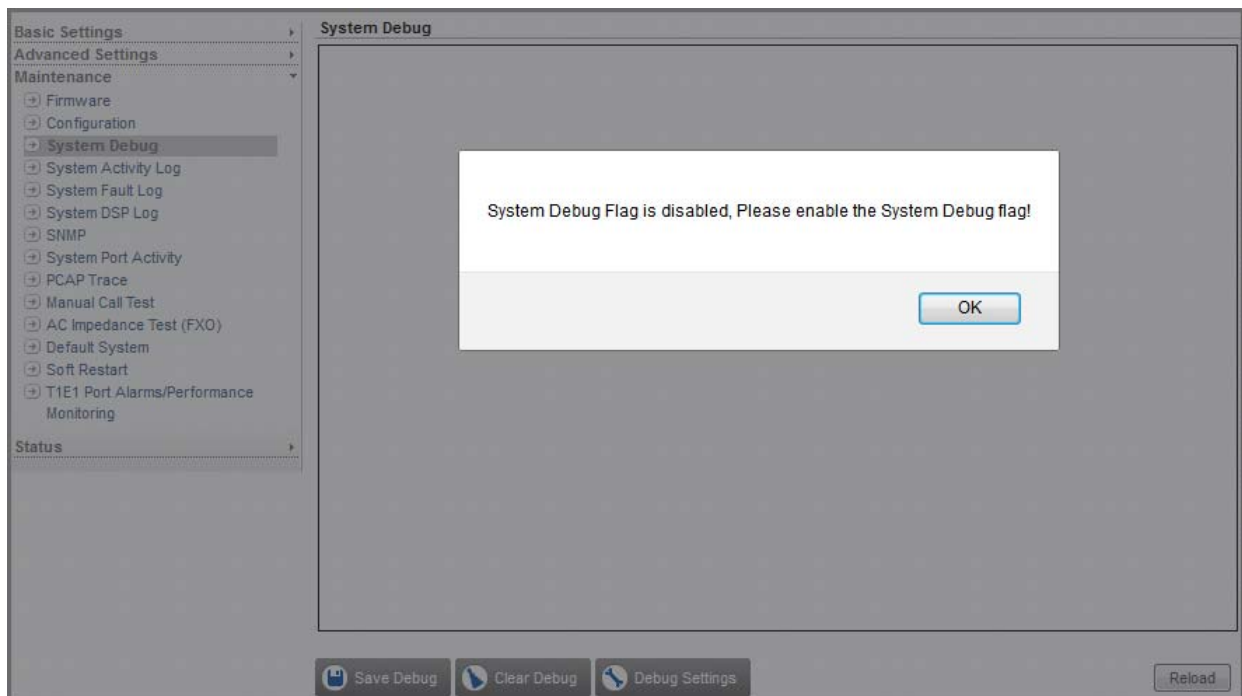 Basic Settings
Advanced Settings
Maintenance
Firmware
Configuration
System Debug
System Activity Log
System Fault Log
System DSP Log
SNMP
System Port Activity
PCAP Trace
Manual Call Test
AC Impedance Test (FXO)
Default System
Soft Restart
T1E1 Port Alarms/Performance
Monitoring
Status
System Debug
System Debug Flag is disabled, Please enable the System Debug flag!
OK
Save Debug
Clear Debug
Debug Settings
Reload